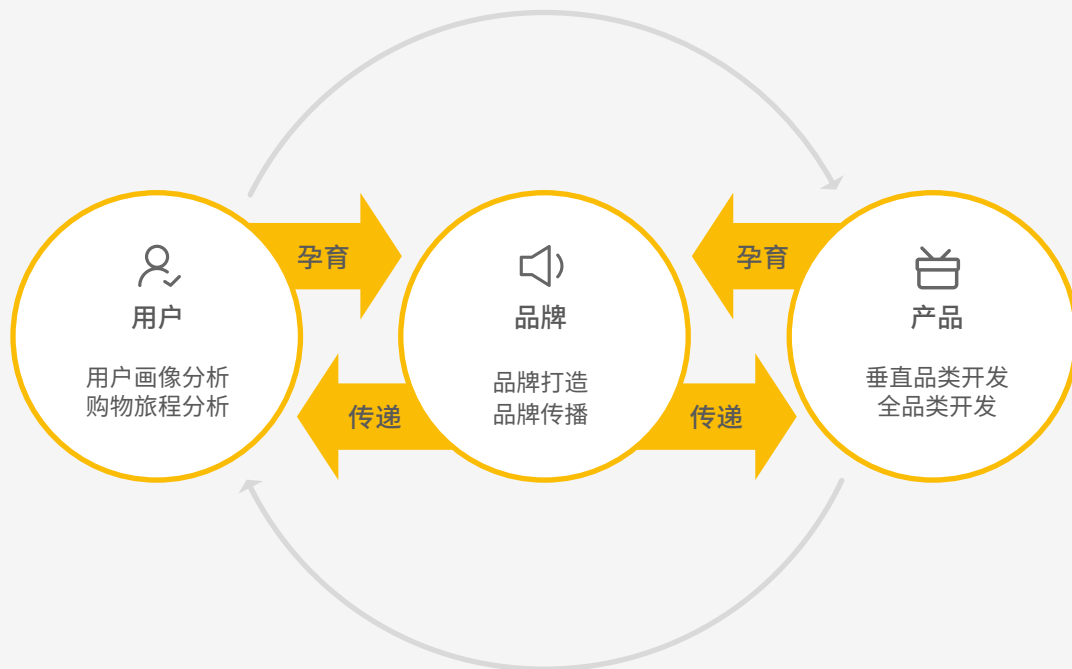 孕育
孕育
用户
品牌
产品
用户画像分析
购物旅程分析
品牌打造
品牌传播
垂直品类开发
全品类开发
传递
传递